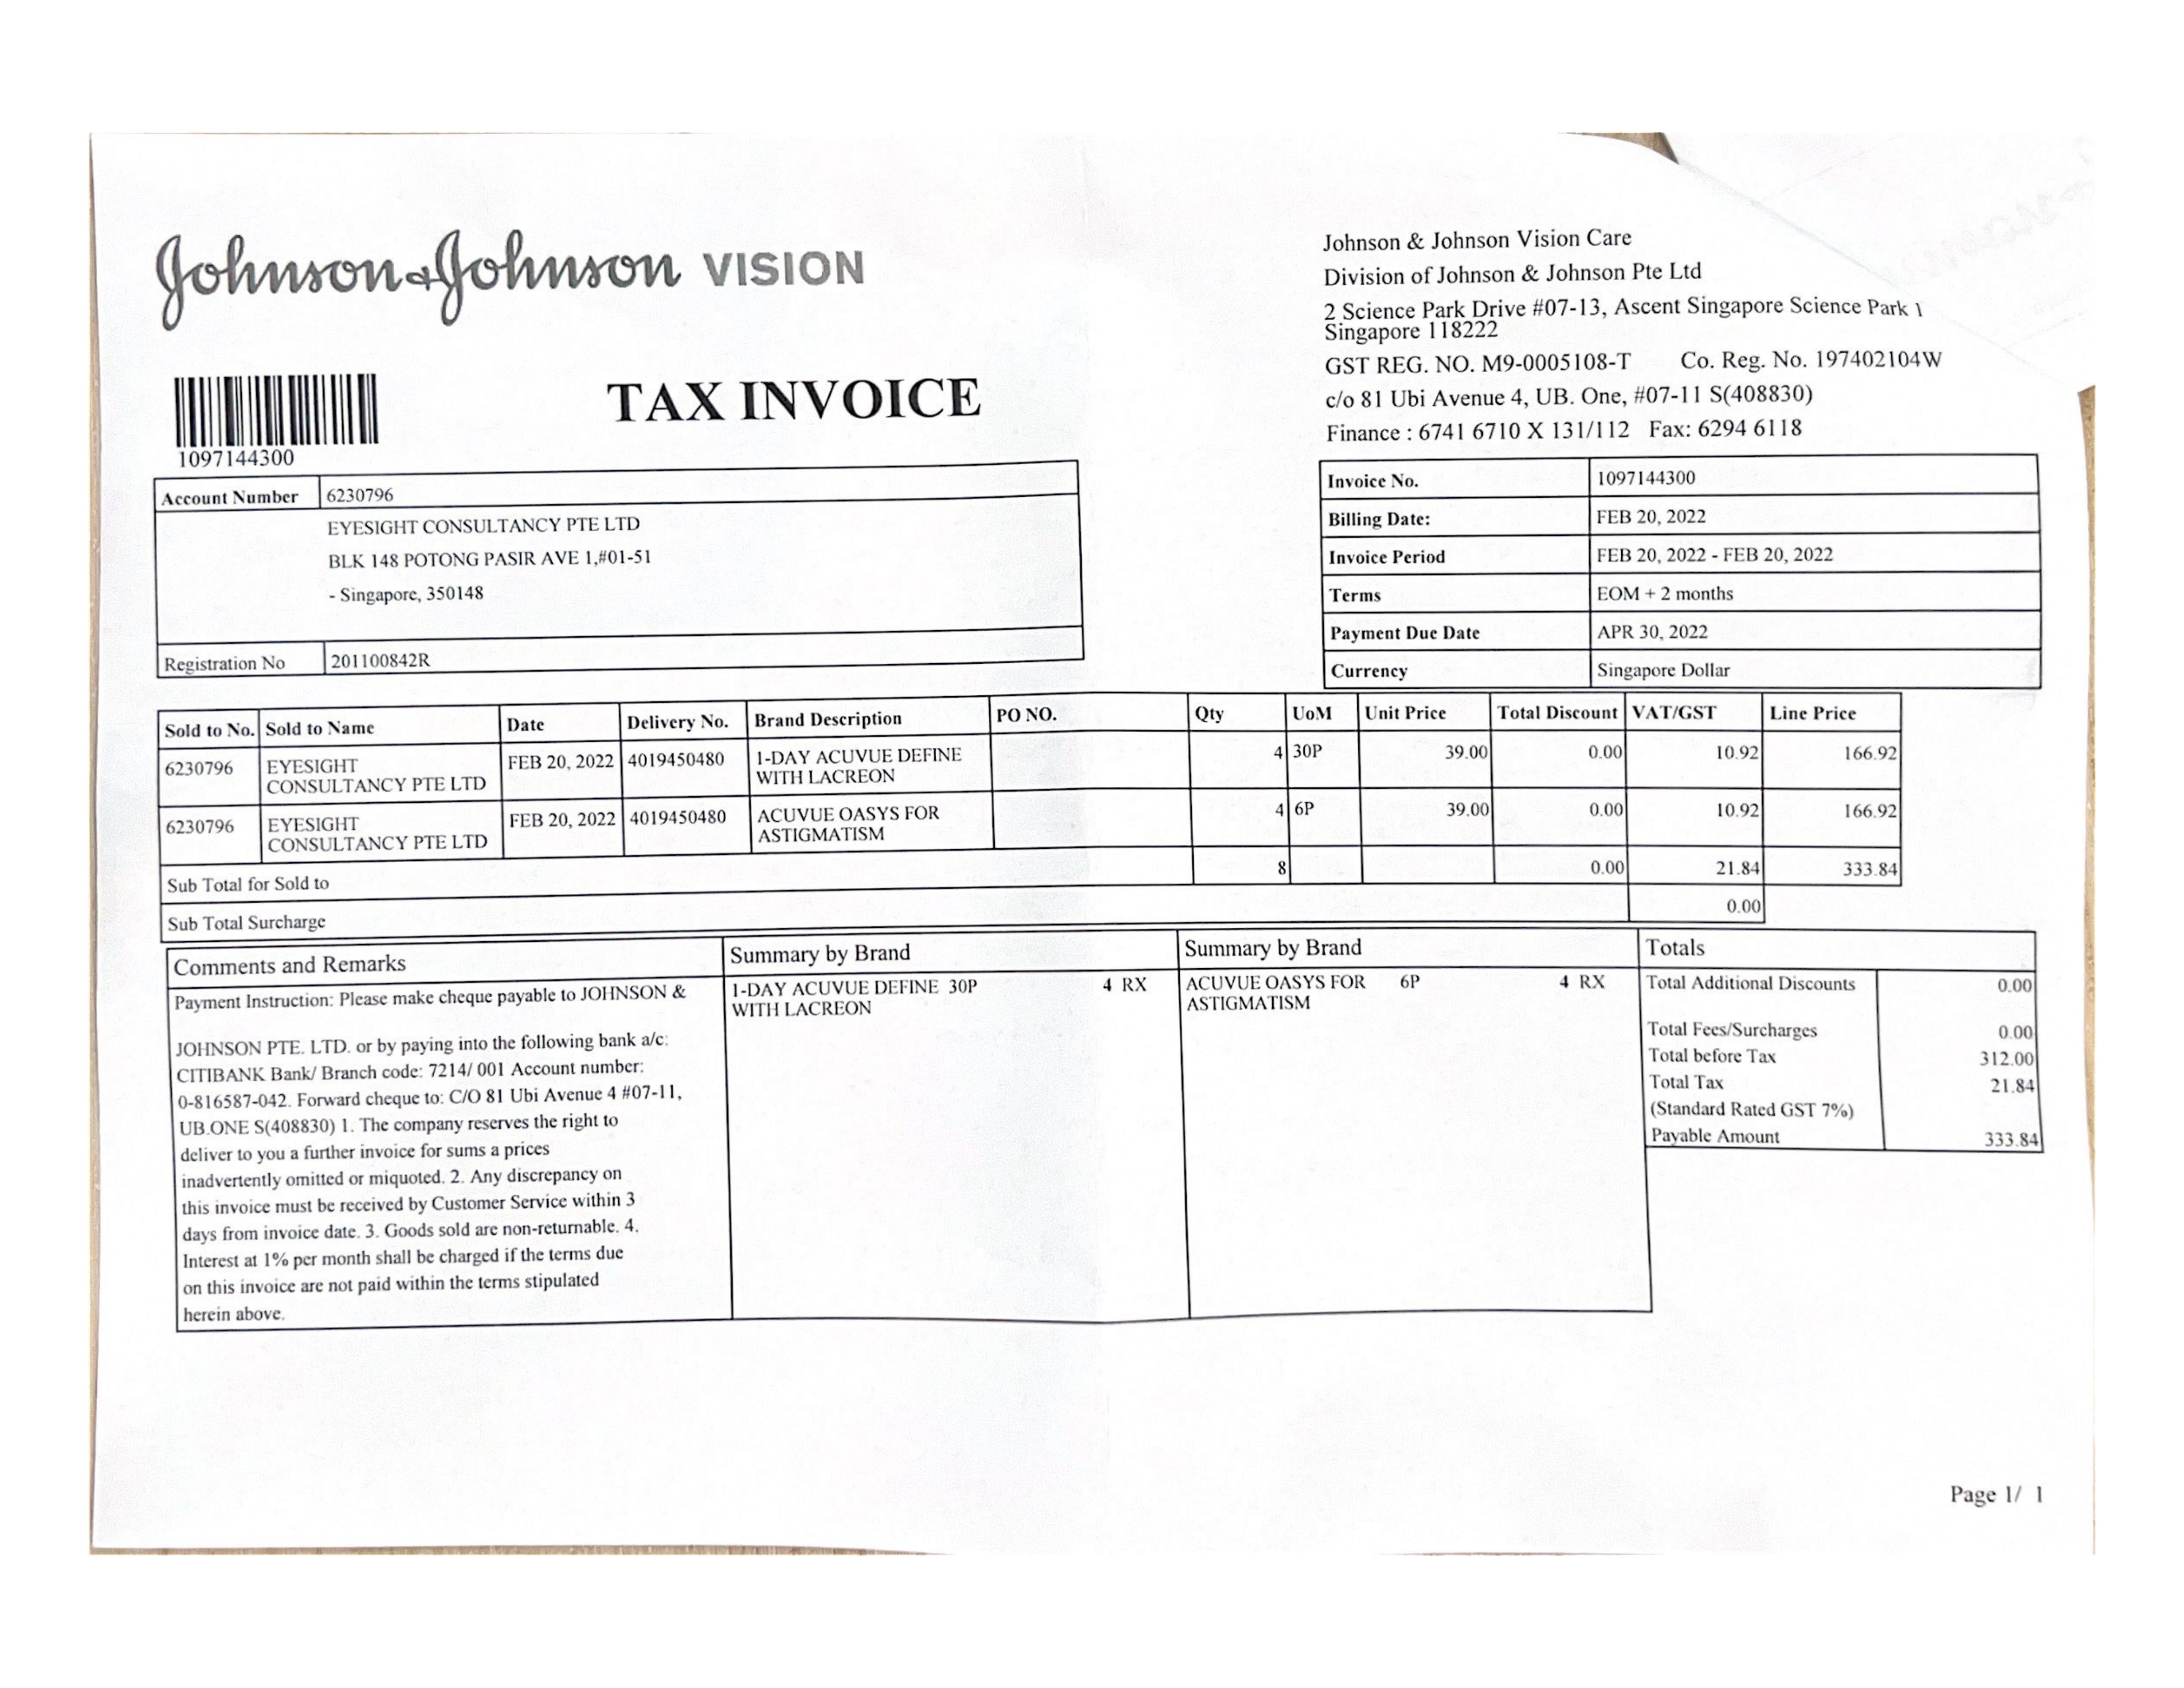 Johnson & Johnson VISION
Johnson & Johnson Vision Care
Division of Johnson & Johnson Pte Ltd
2 Science Park Drive #07-13, Ascent Singapore Science Park 1
Singapore 118222
GST REG. NO. M9-0005108-T Co. Reg. No. 197402104W
c/o 81 Ubi Avenue 4, UB. One, #07-11 S(408830)
Finance : 6741 6710 X 131/112 Fax: 6294 6118
TAX INVOICE
1097144300
Account Number 6230796
EYESIGHT CONSULTANCY PTE LTD
BLK 148 POTONG PASIR AVE 1,#01-51
- Singapore, 350148
Registration No 201100842R
Invoice No. 1097144300
Billing Date: FEB 20, 2022
Invoice Period FEB 20, 2022 - FEB 20, 2022
Terms EOM + 2 months
Payment Due Date APR 30, 2022
Currency Singapore Dollar
Sold to No. Sold to Name Date Delivery No. Brand Description PO NO. Qty UoM Unit Price Total Discount VAT/GST Line Price
6230796 EYESIGHT FEB 20, 2022 4019450480 1-DAY ACUVUE DEFINE 4 30P 39.00 0.00 10.92 166.92
CONSULTANCY PTE LTD WITH LACREON
6230796 EYESIGHT FEB 20, 2022 4019450480 ACUVUE OASYS FOR 4 6P 39.00 0.00 10.92 166.92
CONSULTANCY PTE LTD ASTIGMATISM
Sub Total for Sold to 8 0.00 21.84 333.84
Sub Total Surcharge 0.00
Comments and Remarks
Payment Instruction: Please make cheque payable to JOHNSON &
JOHNSON PTE. LTD. or by paying into the following bank a/c:
CITIBANK Bank/ Branch code: 7214/ 001 Account number:
0-816587-042. Forward cheque to: C/O 81 Ubi Avenue 4 #07-11,
UB.ONE S(408830) 1. The company reserves the right to
deliver to you a further invoice for sums a prices
inadvertently omitted or miquoted. 2. Any discrepancy on
this invoice must be received by Customer Service within 3
days from invoice date. 3. Goods sold are non-returnable. 4.
Interest at 1% per month shall be charged if the terms due
on this invoice are not paid within the terms stipulated
herein above.
Summary by Brand
1-DAY ACUVUE DEFINE 30P 4 RX
WITH LACREON
Summary by Brand
ACUVUE OASYS FOR 6P 4 RX
ASTIGMATISM
Totals
Total Additional Discounts 0.00
Total Fees/Surcharges 0.00
Total before Tax 312.00
Total Tax 21.84
(Standard Rated GST 7%)
Payable Amount 333.84
Page 1/ 1